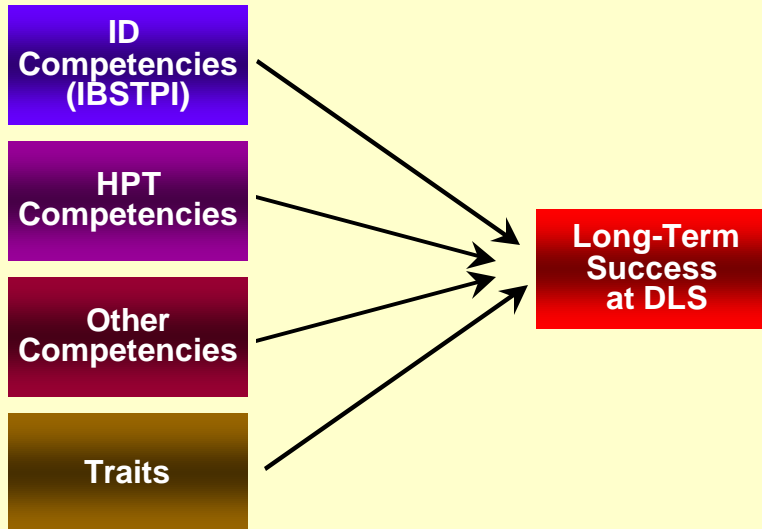 ID
Competencies
(IBSTPI)
HPT
Competencies
Other
Competencies
Traits
Long-Term
Success
at DLS